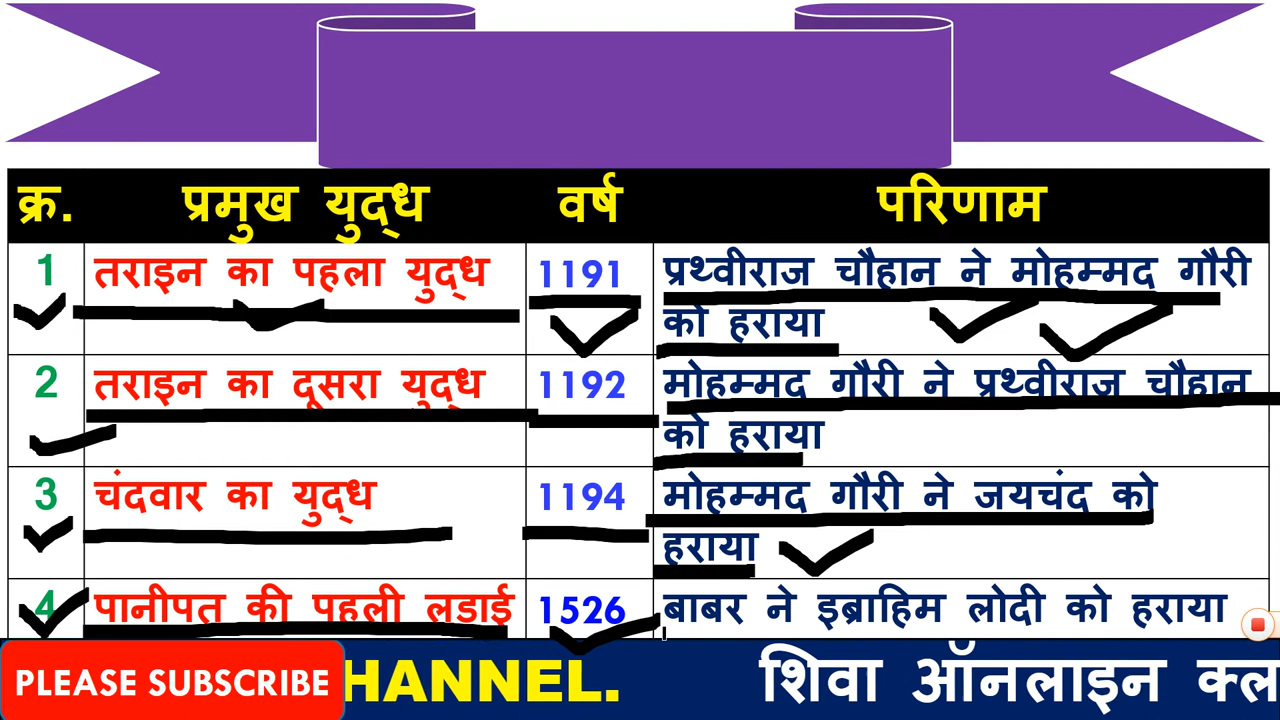 क्र. प्रमुख युद्ध वर्ष परिणाम
1 तराइन का पहला युद्ध 1191 प्रथ्वीराज चौहान ने मोहम्मद गौरी
को हराया
2 तराइन का दूसरा युद्ध 1192 मोहम्मद गौरी ने प्रथ्वीराज चौहान
को हराया
3 चंदवार का युद्ध 1194 मोहम्मद गौरी ने जयचंद को
हराया
4 पानीपत की पहली लडाई 1526 बाबर ने इब्राहिम लोदी को हराया
PLEASE SUBSCRIBE HANNEL. शिवा ऑनलाइन क्ल